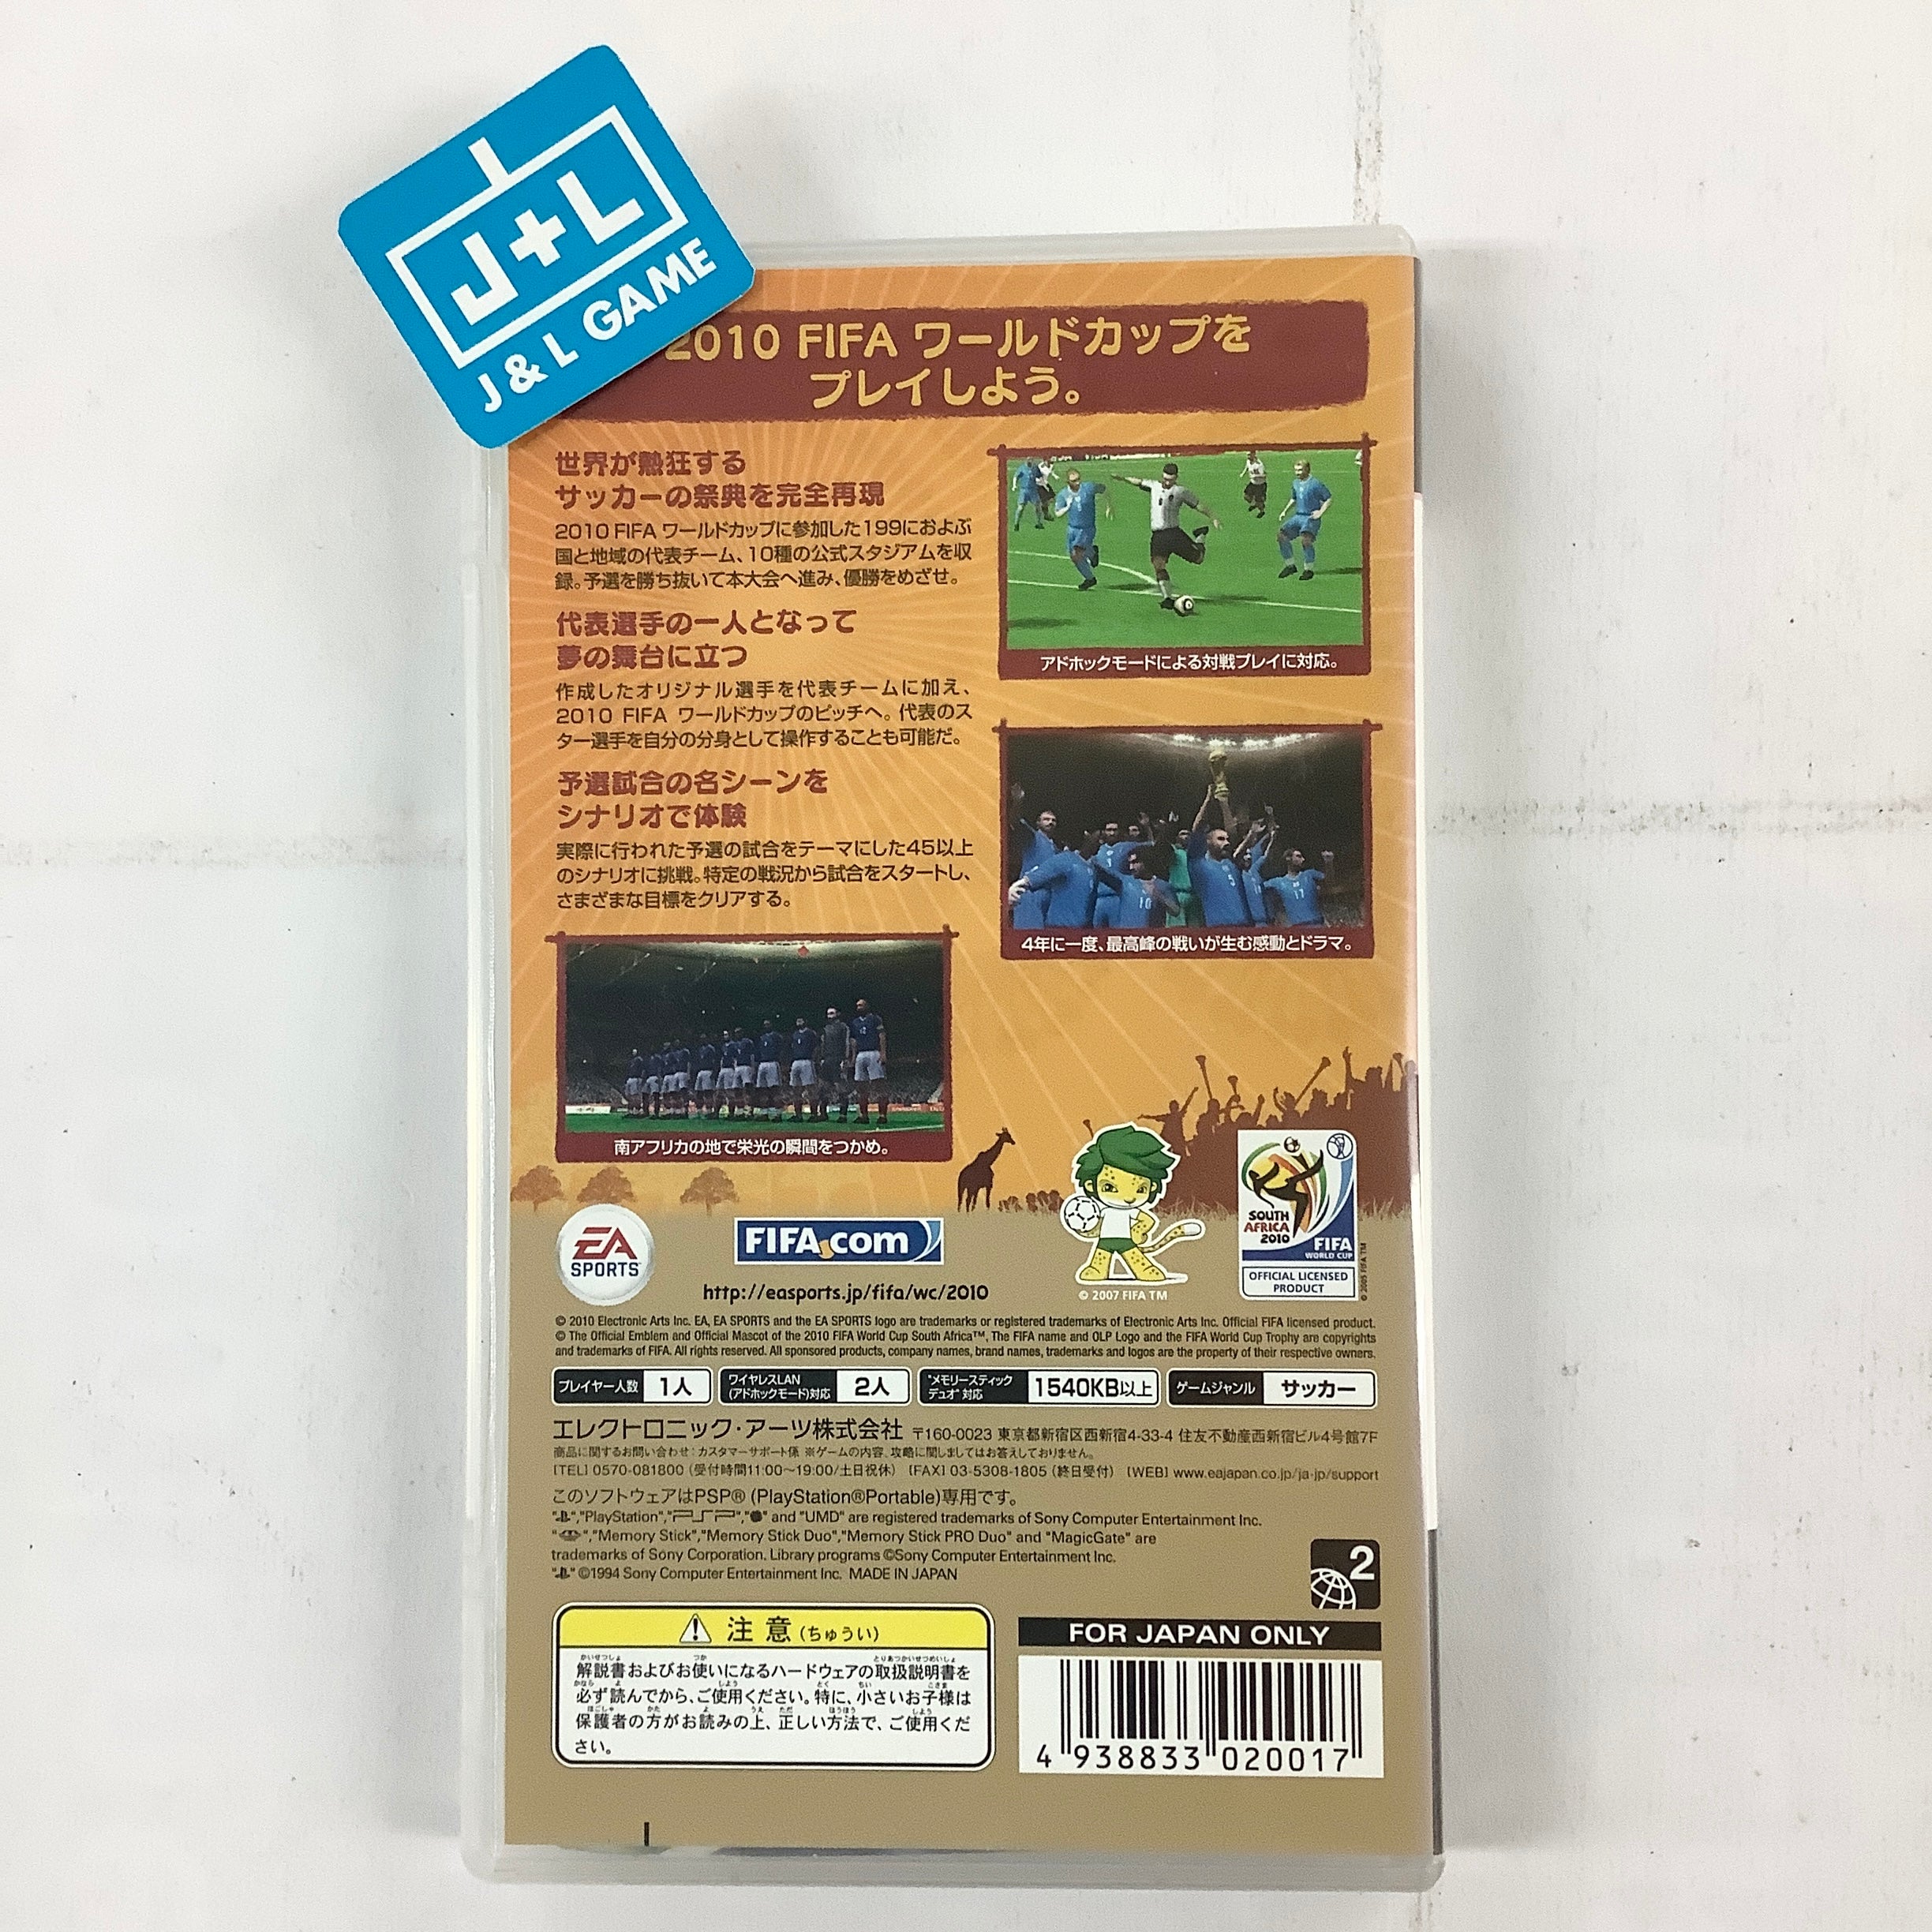 J+L
J & L GAME
2010 FIFA ワールドカップを
プレイしよう。
世界が熱狂する
サッカーの祭典を完全再現
2010 FIFA ワールドカップに参加した199におよぶ
国と地域の代表チーム、10種の公式スタジアムを収
録。予選を勝ち抜いて本大会へ進み、優勝をめざせ。
代表選手の一人となって
夢の舞台に立つ
作成したオリジナル選手を代表チームに加え、
2010 FIFA ワールドカップのピッチへ。代表のス
ター選手を自分の分身として操作することも可能だ。
予選試合の名シーンを
シナリオで体験
実際に行われた予選の試合をテーマにした45以上
のシナリオに挑戦。特定の戦況から試合をスタートし、
さまざまな目標をクリアする。
アドホックモードによる対戦プレイに対応。
4年に一度、最高峰の戦いが生む感動とドラマ。
南アフリカの地で栄光の瞬間をつかめ。
EA
SPORTS
FIFA.com
http://easports.jp/fifa/wc/2010
© 2007 FIFA TM
SOUTH
AFRICA
2010
FIFA
WORLD CUP
OFFICIAL LICENSED
PRODUCT
© 2005 FIFA TM
© 2010 Electronic Arts Inc. EA, EA SPORTS and the EA SPORTS logo are trademarks or registered trademarks of Electronic Arts Inc. Official FIFA licensed product.
© The Official Emblem and Official Mascot of the 2010 FIFA World Cup South Africa™, The FIFA name and OLP Logo and the FIFA World Cup Trophy are copyrights
and trademarks of FIFA. All rights reserved. All sponsored products, company names, brand names, trademarks and logos are the property of their respective owners.
プレイヤー人数 1人
ワイヤレスLAN
(アドホックモード)対応 2人
"メモリースティック
デュオ"対応 1540KB以上
ゲームジャンル サッカー
エレクトロニック・アーツ株式会社 〒160-0023 東京都新宿区西新宿4-33-4 住友不動産西新宿ビル4号館7F
商品に関するお問い合わせ：カスタマーサポート係 ※ゲームの内容、攻略に関しましてはお答えしておりません。
[TEL] 0570-081800 (受付時間11:00～19:00/土日祝休) [FAX] 03-5308-1805 (終日受付) [WEB] www.eajapan.co.jp/ja-jp/support
このソフトウェアはPSP® (PlayStation®Portable)専用です。
"","PlayStation","PSP","" and "UMD" are registered trademarks of Sony Computer Entertainment Inc.
"","Memory Stick","Memory Stick Duo","Memory Stick PRO Duo" and "MagicGate" are
trademarks of Sony Corporation. Library programs ©Sony Computer Entertainment Inc.
"" ©1994 Sony Computer Entertainment Inc. MADE IN JAPAN
2
注意(ちゅうい)
解説書およびお使いになるハードウェアの取扱説明書を
必ず読んでから、ご使用ください。特に、小さいお子様は
保護者の方がお読みの上、正しい方法で、ご使用くだ
さい。
FOR JAPAN ONLY
4 938833 020017